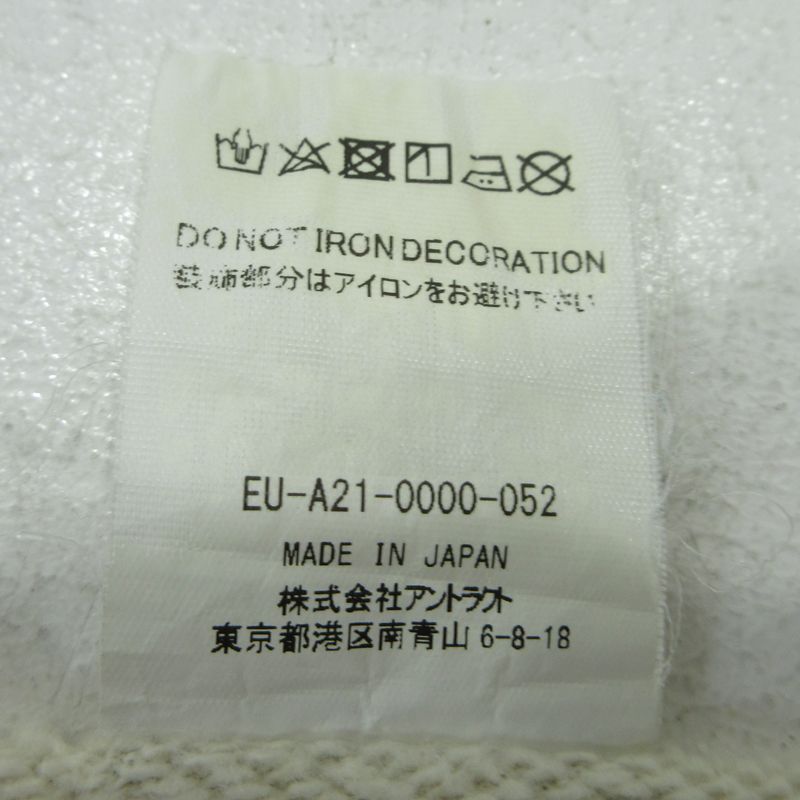 DO NOT IRON DECORATION
装飾部分はアイロンをお避け下さい
EU-A21-0000-052
MADE IN JAPAN
株式会社アントラクト
東京都港区南青山 6-8-18